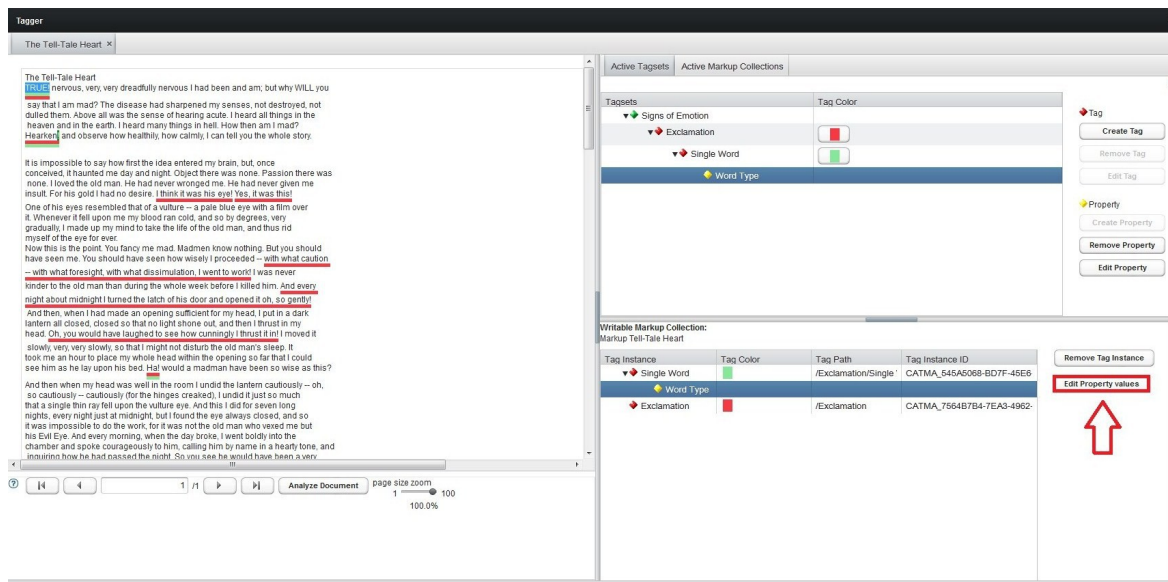 Tagger
The Tell-Tale Heart ×
The Tell-Tale Heart
TRUE! nervous, very, very dreadfully nervous I had been and am; but why WILL you
say that I am mad? The disease had sharpened my senses, not destroyed, not
dulled them. Above all was the sense of hearing acute. I heard all things in the
heaven and in the earth. I heard many things in hell. How then am I mad?
Hearken! and observe how healthily, how calmly, I can tell you the whole story.
It is impossible to say how first the idea entered my brain, but, once
conceived, it haunted me day and night. Object there was none. Passion there was
none. I loved the old man. He had never wronged me. He had never given me
insult. For his gold I had no desire. I think it was his eye! Yes, it was this!
One of his eyes resembled that of a vulture -- a pale blue eye with a film over
it. Whenever it fell upon me my blood ran cold, and so by degrees, very
gradually, I made up my mind to take the life of the old man, and thus rid
myself of the eye for ever.
Now this is the point. You fancy me mad. Madmen know nothing. But you should
have seen me. You should have seen how wisely I proceeded -- with what caution
-- with what foresight, with what dissimulation, I went to work! I was never
kinder to the old man than during the whole week before I killed him. And every
night about midnight I turned the latch of his door and opened it oh, so gently!
And then, when I had made an opening sufficient for my head, I put in a dark
lantern all closed, closed so that no light shone out, and then I thrust in my
head. Oh, you would have laughed to see how cunningly I thrust it in! I moved it
slowly, very, very slowly, so that I might not disturb the old man's sleep. It
took me an hour to place my whole head within the opening so far that I could
see him as he lay upon his bed. Ha! would a madman have been so wise as this?
And then when my head was well in the room I undid the lantern cautiously -- oh,
so cautiously -- cautiously (for the hinges creaked), I undid it just so much
that a single thin ray fell upon the vulture eye. And this I did for seven long
nights, every night just at midnight, but I found the eye always closed, and so
it was impossible to do the work, for it was not the old man who vexed me but
his Evil Eye. And every morning, when the day broke, I went boldly into the
chamber and spoke courageously to him, calling him by name in a hearty tone, and
inquiring how he had passed the night. So you see he would have been a very
1 /1 Analyze Document page size zoom
1 100
100.0%
Active Tagsets Active Markup Collections
Tagsets Tag Color
Signs of Emotion
Exclamation
Single Word
Word Type
Tag
Create Tag
Remove Tag
Edit Tag
Property
Create Property
Remove Property
Edit Property
Writable Markup Collection:
Markup Tell-Tale Heart
Tag Instance Tag Color Tag Path Tag Instance ID
Single Word /Exclamation/Single CATMA_545A5068-BD7F-45E6
Word Type
Exclamation /Exclamation CATMA_7564B7B4-7EA3-4962-
Remove Tag Instance
Edit Property values